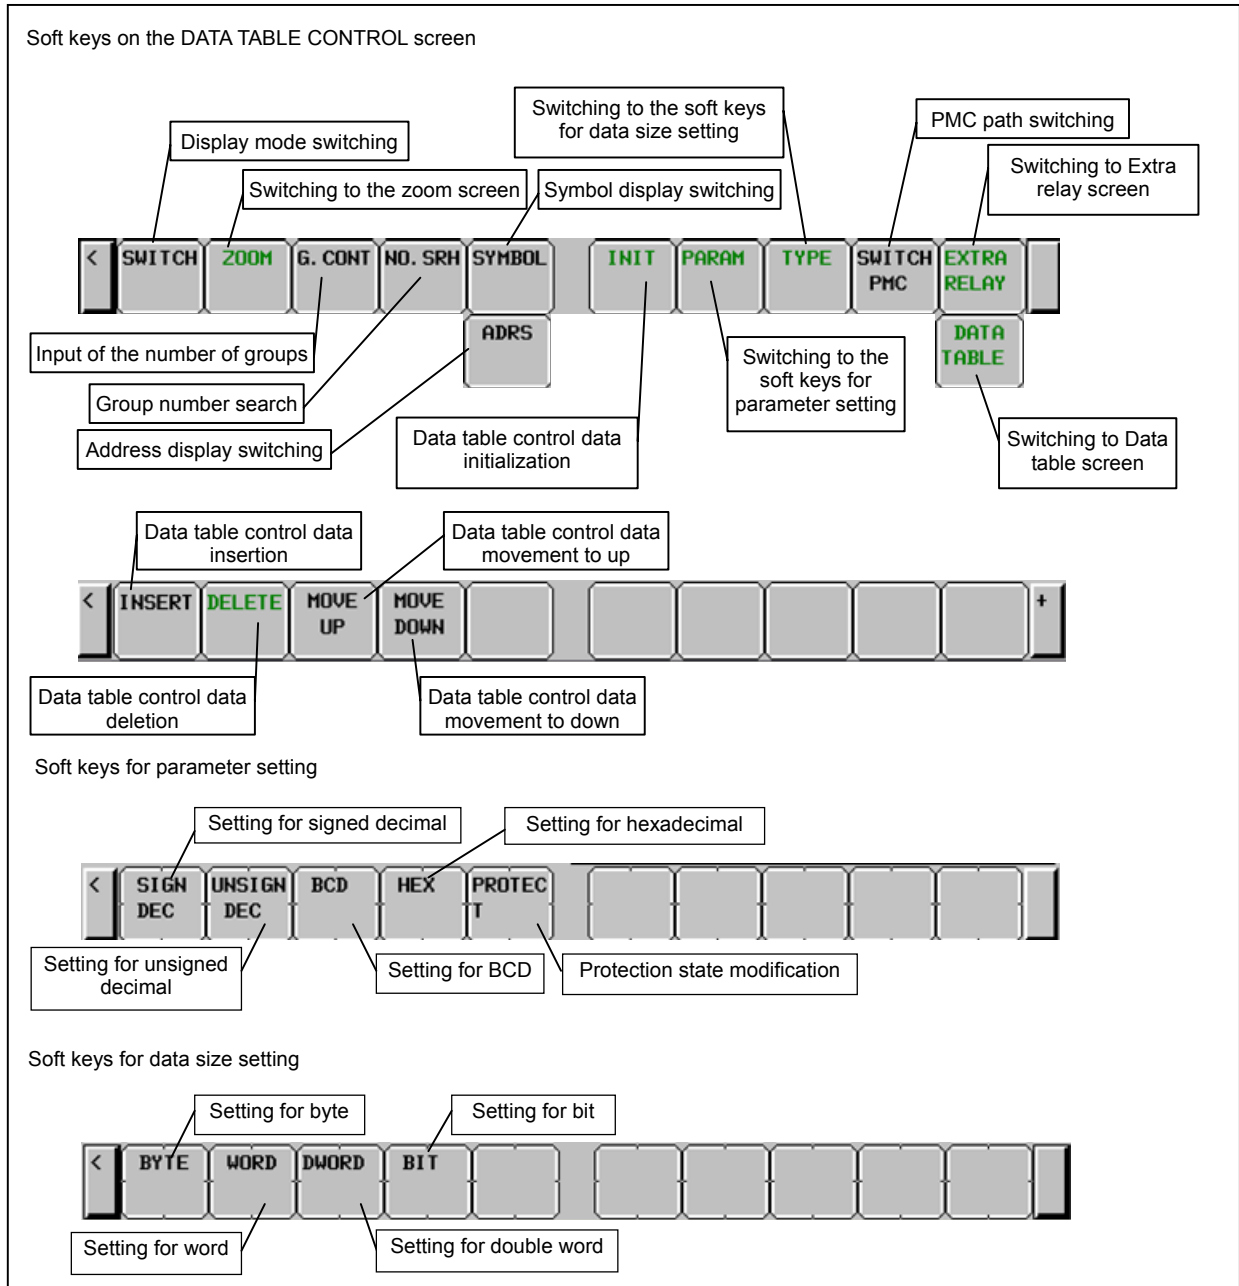 Soft keys on the DATA TABLE CONTROL screen
Switching to the soft keys
for data size setting
PMC path switching
Display mode switching
Switching to Extra
relay screen
Switching to the zoom screen
Symbol display switching
< SWITCH ZOOM G. CONT NO. SRH SYMBOL INIT PARAM TYPE SWITCH PMC EXTRA RELAY
ADRS
DATA
TABLE
Input of the number of groups
Switching to the
soft keys for
parameter setting
Group number search
Address display switching
Data table control data
initialization
Switching to Data
table screen
Data table control data
insertion
Data table control data
movement to up
< INSERT DELETE MOVE UP MOVE DOWN +
Data table control data
deletion
Data table control data
movement to down
Soft keys for parameter setting
Setting for signed decimal
Setting for hexadecimal
< SIGN DEC UNSIGN DEC BCD HEX PROTEC T
Setting for unsigned
decimal
Setting for BCD
Protection state modification
Soft keys for data size setting
Setting for byte
Setting for bit
< BYTE WORD DWORD BIT
Setting for word
Setting for double word